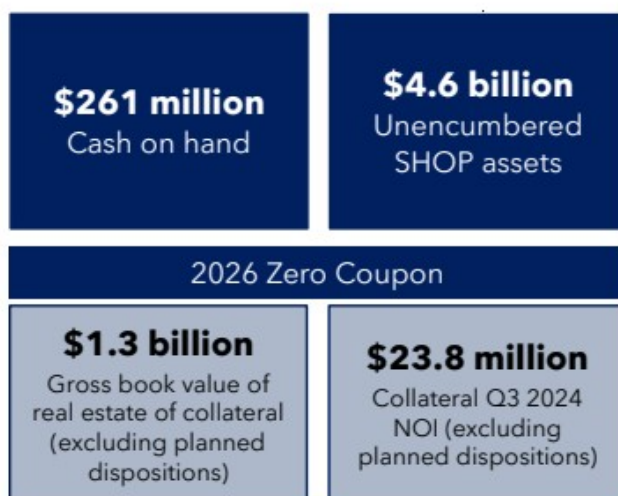 $261 million
Cash on hand
$4.6 billion
Unencumbered
SHOP assets
2026 Zero Coupon
$1.3 billion
Gross book value of
real estate of collateral
(excluding planned
dispositions)
$23.8 million
Collateral Q3 2024
NOI (excluding
planned dispositions)